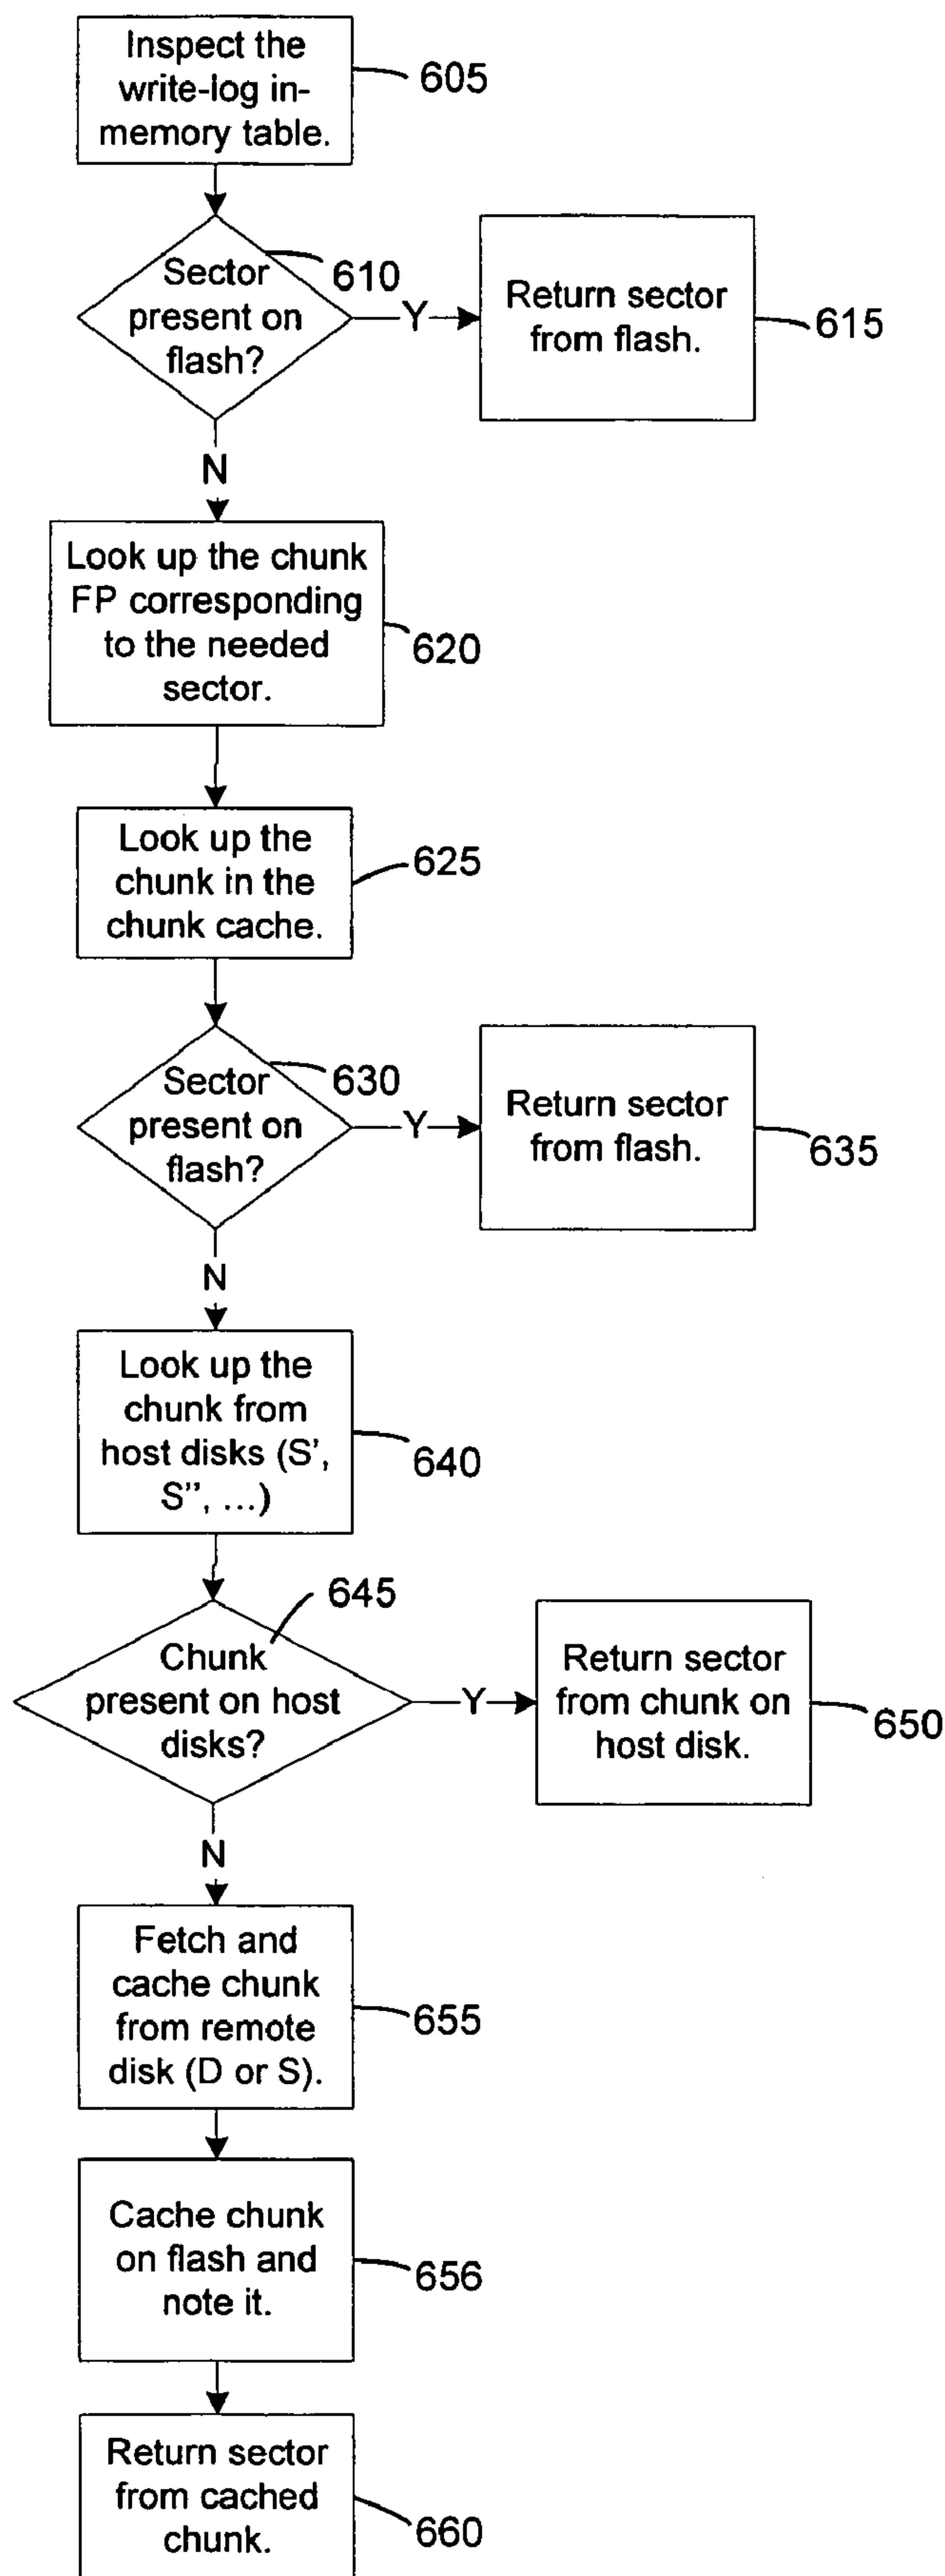 Inspect the
write-log in-
memory table.
605
Sector
present on
flash?
610
Y
Return sector
from flash.
615
N
Look up the chunk
FP corresponding
to the needed
sector.
620
Look up the
chunk in the
chunk cache.
625
Sector
present on
flash?
630
Y
Return sector
from flash.
635
N
Look up the
chunk from
host disks (S',
S'', ...)
640
645
Chunk
present on host
disks?
Y
Return sector
from chunk on
host disk.
650
N
Fetch and
cache chunk
from remote
disk (D or S).
655
Cache chunk
on flash and
note it.
656
Return sector
from cached
chunk.
660